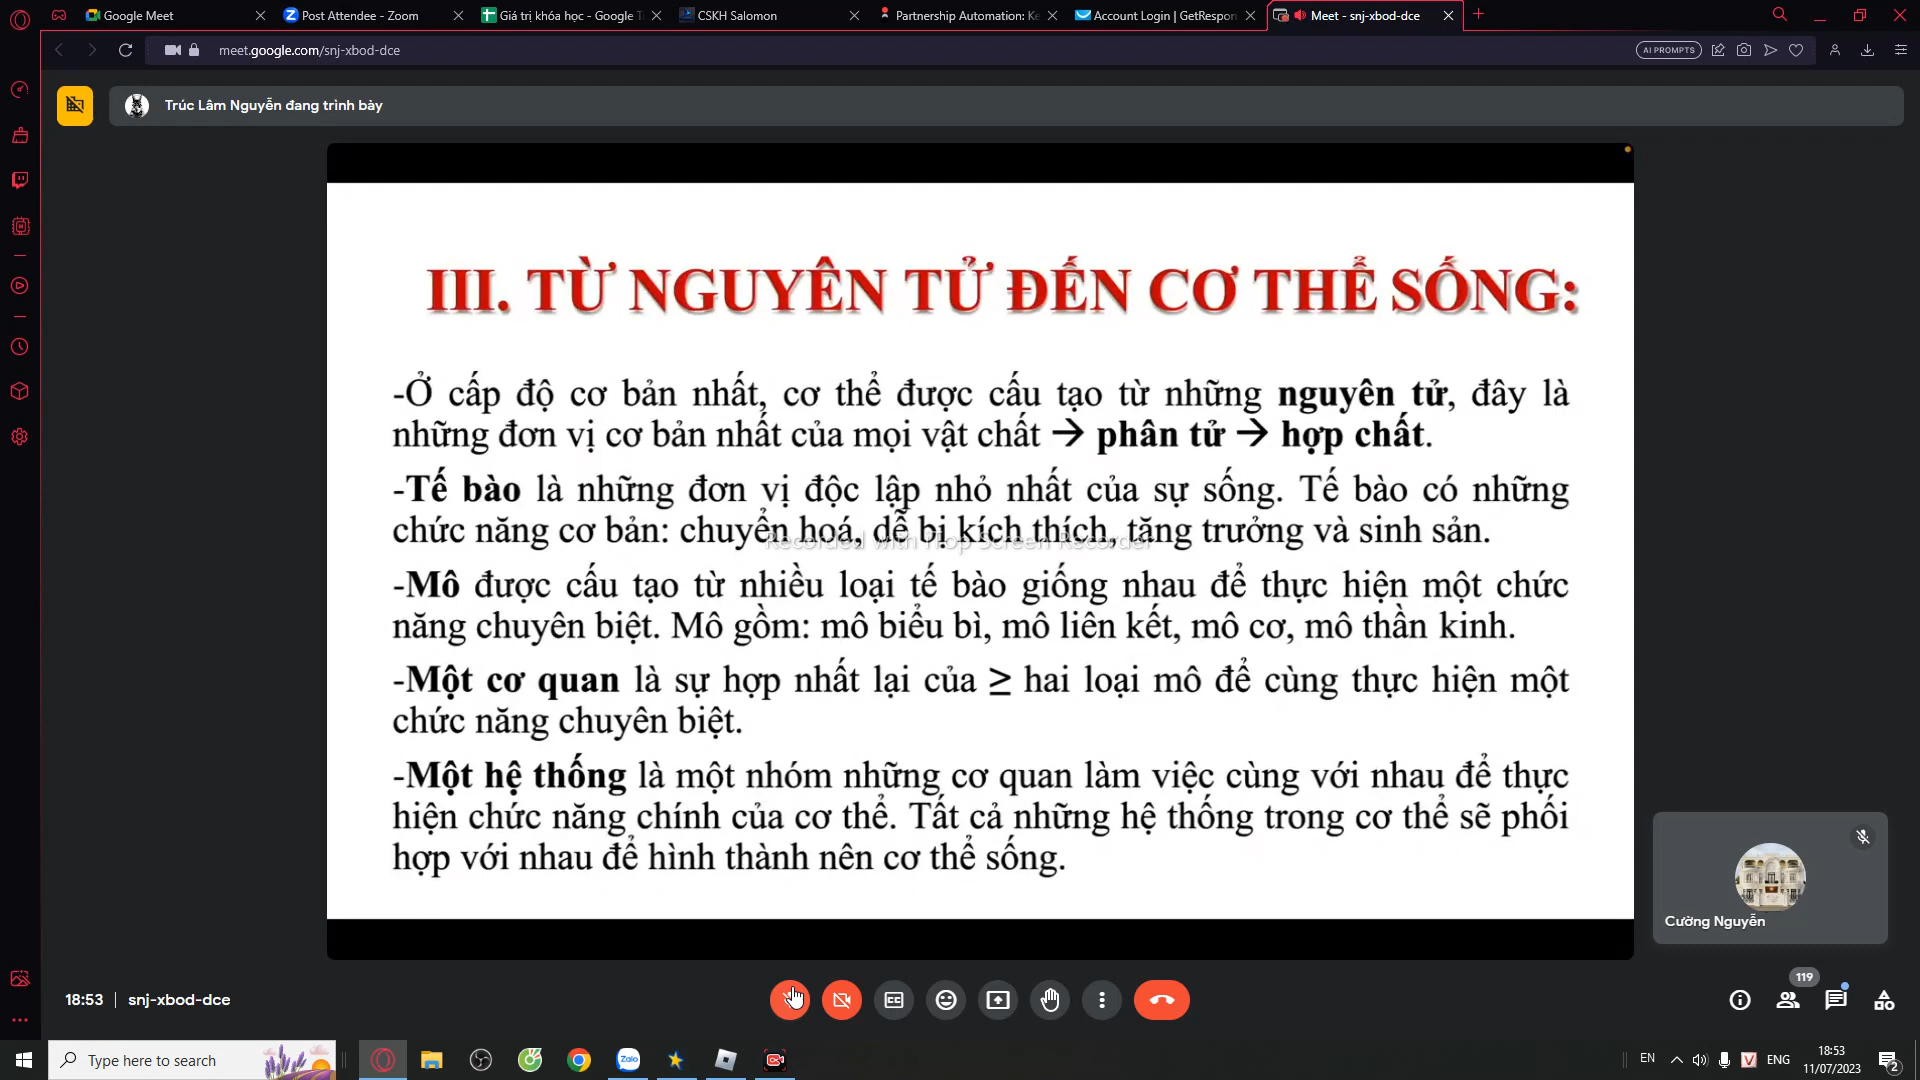 Google Meet
Post Attendee - Zoom
Giá trị khóa học - Google T
CSKH Salomon
Partnership Automation: Ke
Account Login | GetRespon
Meet - snj-xbod-dce
meet.google.com/snj-xbod-dce
AI PROMPTS
Trúc Lâm Nguyễn đang trình bày
III. TỪ NGUYÊN TỬ ĐẾN CƠ THỂ SỐNG:
-Ở cấp độ cơ bản nhất, cơ thể được cấu tạo từ những nguyên tử, đây là
những đơn vị cơ bản nhất của mọi vật chất → phân tử → hợp chất.
-Tế bào là những đơn vị độc lập nhỏ nhất của sự sống. Tế bào có những
chức năng cơ bản: chuyển hoá, dễ bị kích thích, tăng trưởng và sinh sản.
Recorded with iTop Screen Recorder
-Mô được cấu tạo từ nhiều loại tế bào giống nhau để thực hiện một chức
năng chuyên biệt. Mô gồm: mô biểu bì, mô liên kết, mô cơ, mô thần kinh.
-Một cơ quan là sự hợp nhất lại của ≥ hai loại mô để cùng thực hiện một
chức năng chuyên biệt.
-Một hệ thống là một nhóm những cơ quan làm việc cùng với nhau để thực
hiện chức năng chính của cơ thể. Tất cả những hệ thống trong cơ thể sẽ phối
hợp với nhau để hình thành nên cơ thể sống.
Cường Nguyễn
18:53 | snj-xbod-dce
119
Type here to search
Zalo
EN
ENG
18:53
11/07/2023
2